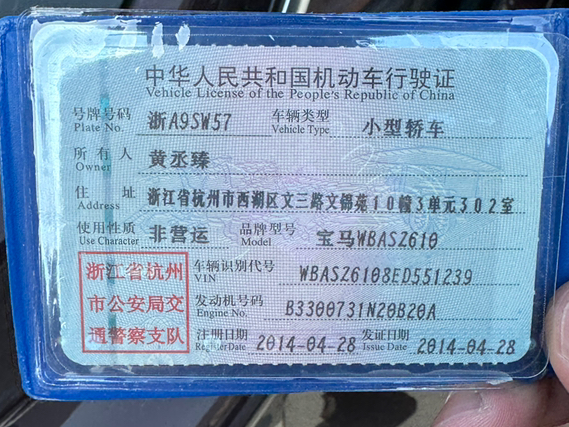 中华人民共和国机动车行驶证
Vehicle License of the People's Republic of China
号牌号码 浙A9SW57 车辆类型 小型轿车
Plate No. Vehicle Type
所有人 黄丞臻
Owner
住址 浙江省杭州市西湖区文三路文锦苑10幢3单元302室
Address
使用性质 非营运 品牌型号 宝马WBASZ610
Use Character Model
浙江省杭州
市公安局交
通警察支队
车辆识别代号 WBASZ6108ED551239
VIN
发动机号码 B3300731N20B20A
Engine No.
注册日期 2014-04-28 发证日期 2014-04-28
Register Date Issue Date